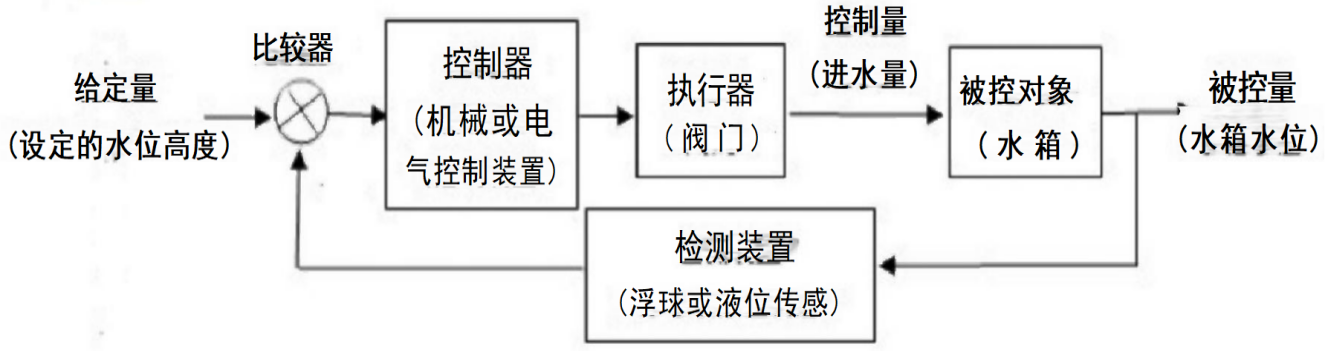 给定量
(设定的水位高度)
比较器
控制器
(机械或电
气控制装置)
执行器
(阀门)
控制量
(进水量)
被控对象
(水箱)
被控量
(水箱水位)
检测装置
(浮球或液位传感)